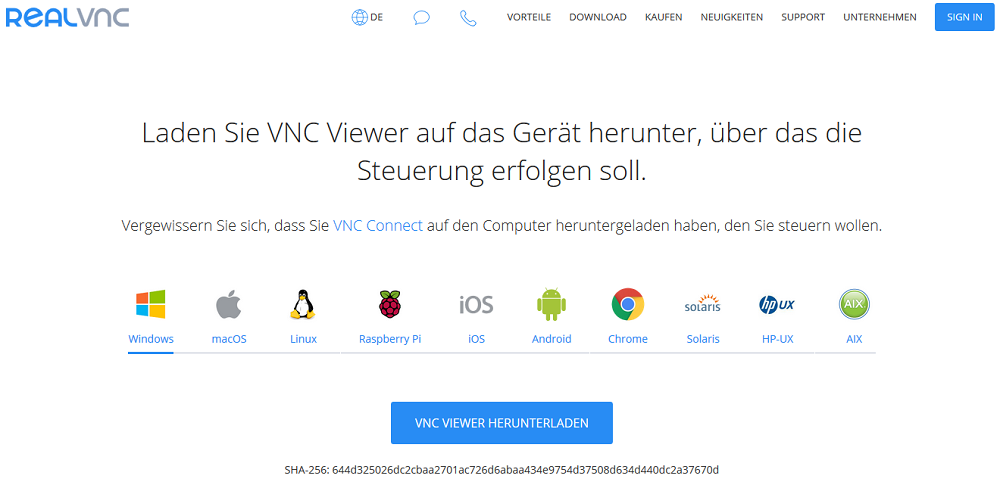 REALVNC
DE
VORTEILE DOWNLOAD KAUFEN NEUIGKEITEN SUPPORT UNTERNEHMEN SIGN IN
Laden Sie VNC Viewer auf das Gerät herunter, über das die
Steuerung erfolgen soll.
Vergewissern Sie sich, dass Sie VNC Connect auf den Computer heruntergeladen haben, den Sie steuern wollen.
iOS solaris hp UX AIX
Windows macOS Linux Raspberry Pi iOS Android Chrome Solaris HP-UX AIX
VNC VIEWER HERUNTERLADEN
SHA-256: 644d325026dc2cbaa2701ac726d6abaa434e9754d37508d634d440dc2a37670d